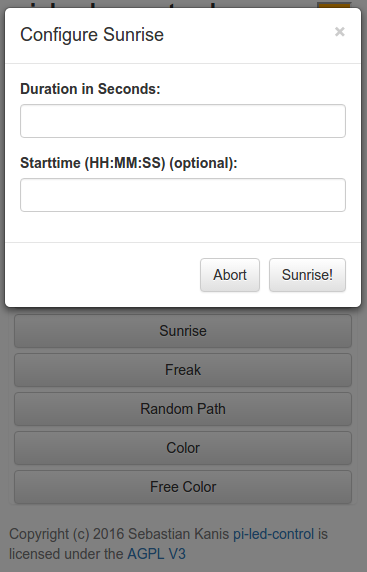 Configure Sunrise
×
Duration in Seconds:
Starttime (HH:MM:SS) (optional):
Abort
Sunrise!
Sunrise
Freak
Random Path
Color
Free Color
Copyright (c) 2016 Sebastian Kanis pi-led-control is
licensed under the AGPL V3